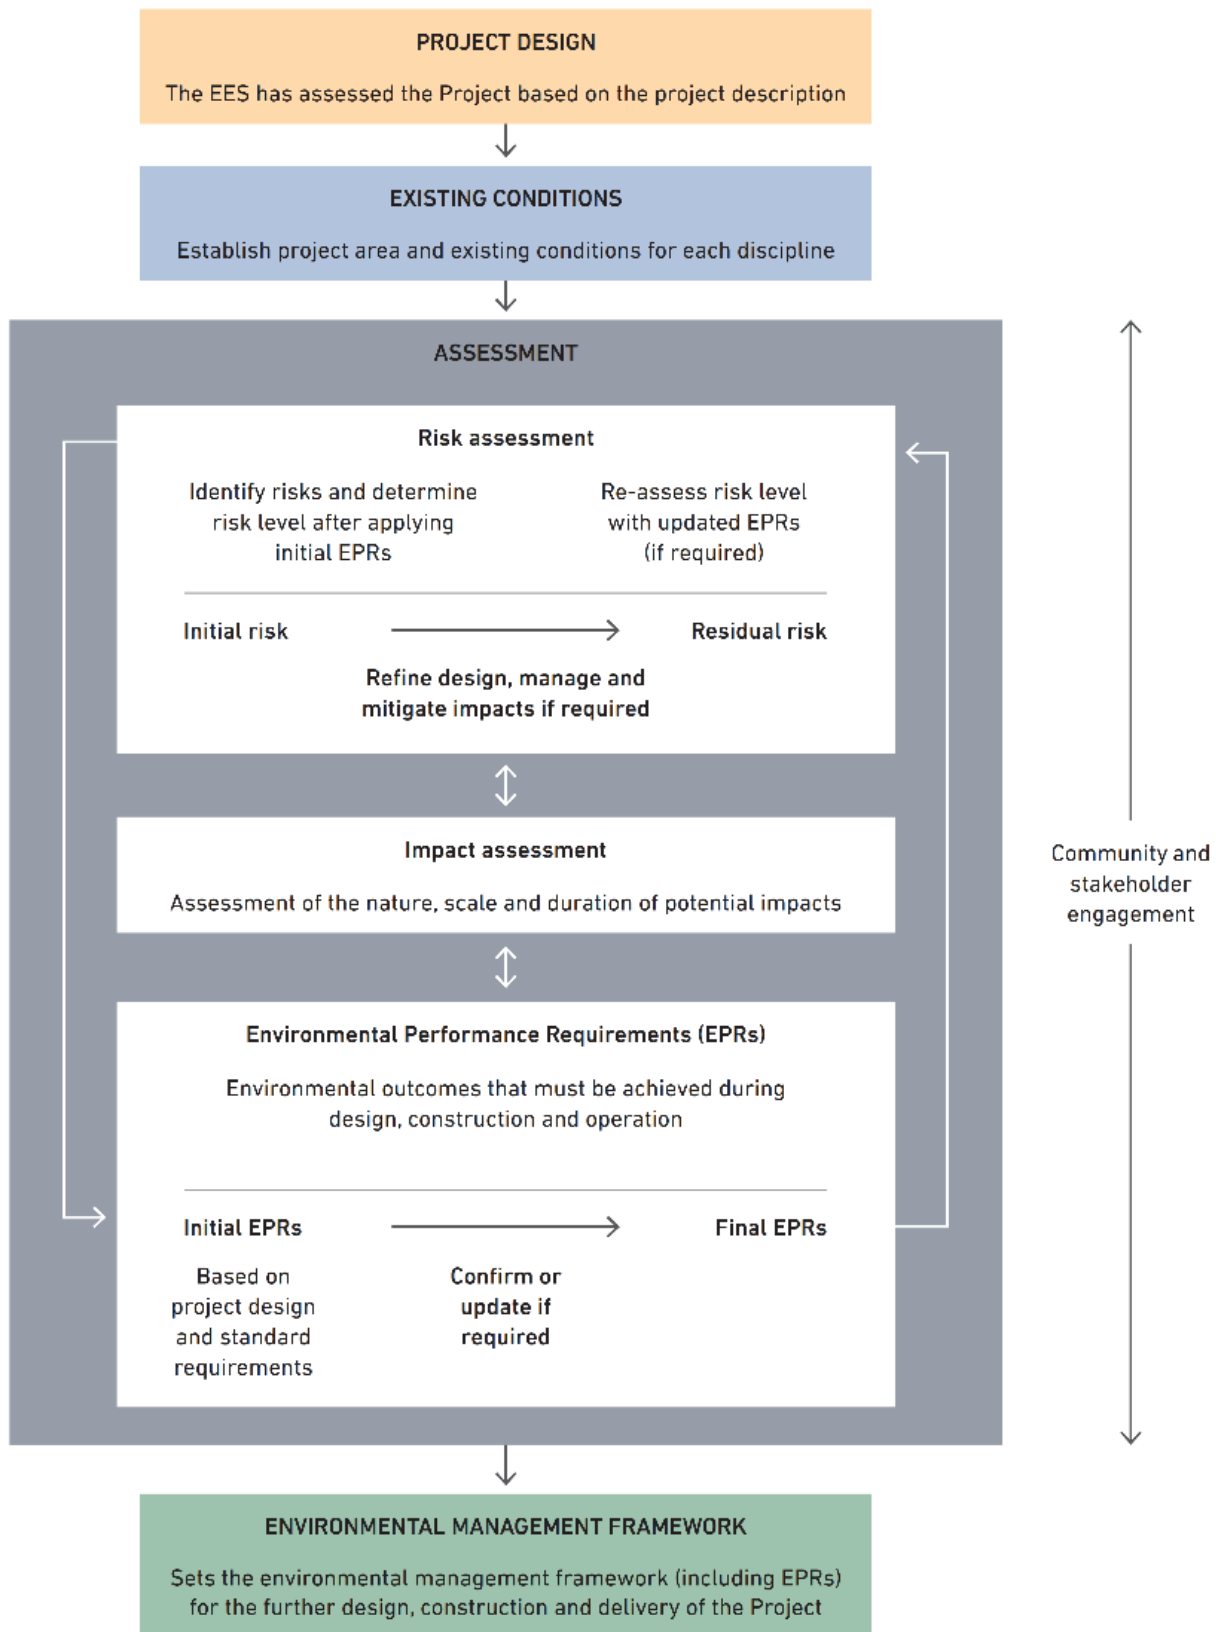 PROJECT DESIGN
The EES has assessed the Project based on the project description
EXISTING CONDITIONS
Establish project area and existing conditions for each discipline
ASSESSMENT
Risk assessment
Identify risks and determine
risk level after applying
initial EPRs
Re-assess risk level
with updated EPRs
(if required)
Initial risk
Residual risk
Refine design, manage and
mitigate impacts if required
Impact assessment
Assessment of the nature, scale and duration of potential impacts
Community and
stakeholder
engagement
Environmental Performance Requirements (EPRs)
Environmental outcomes that must be achieved during
design, construction and operation
Initial EPRs
Final EPRs
Based on
project design
and standard
requirements
Confirm or
update if
required
ENVIRONMENTAL MANAGEMENT FRAMEWORK
Sets the environmental management framework (including EPRs)
for the further design, construction and delivery of the Project